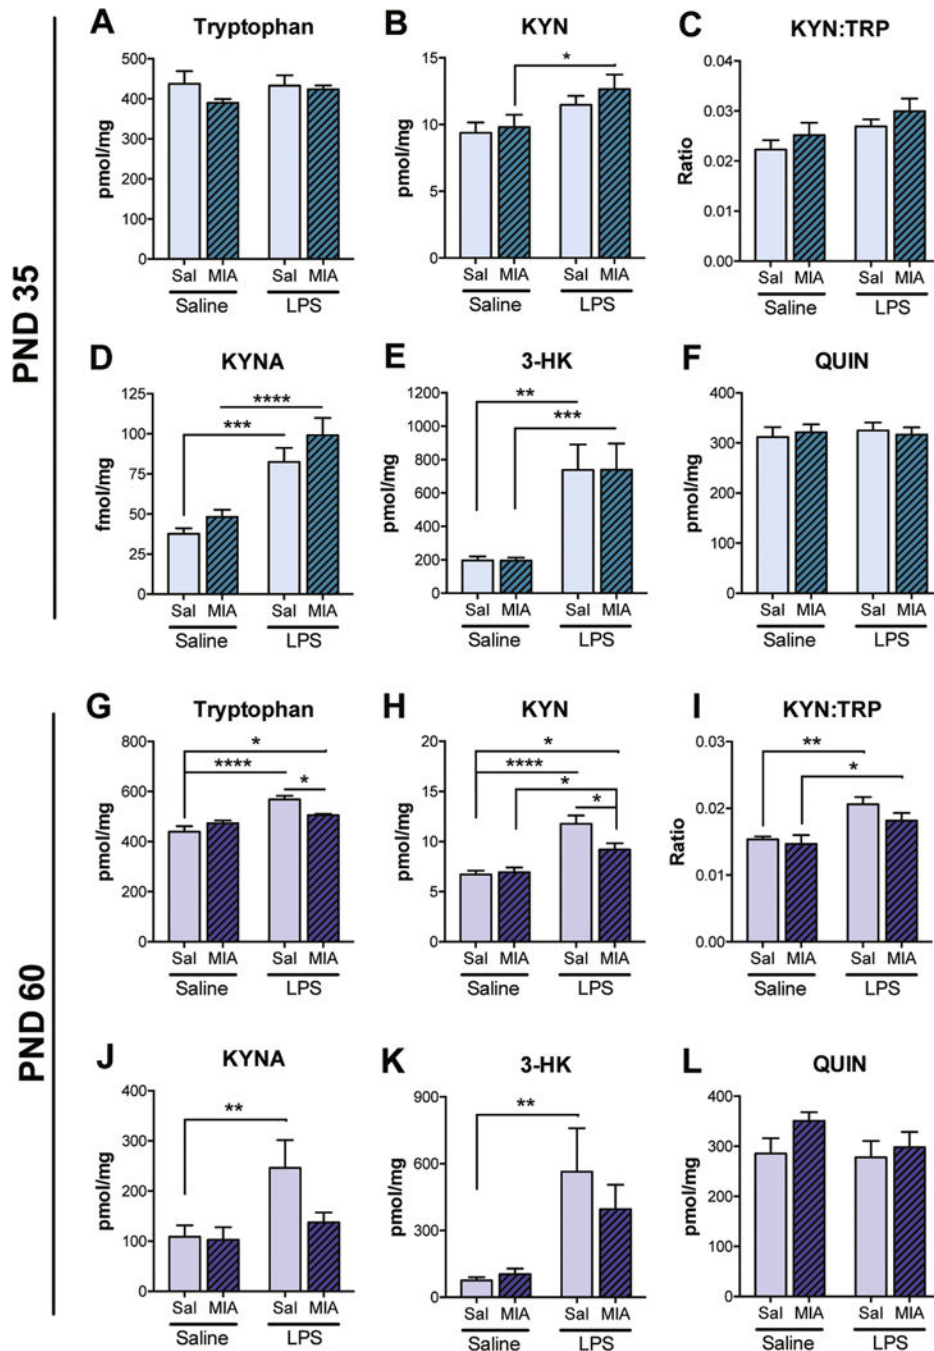 PND 35
A Tryptophan
pmol/mg
500
400
300
200
100
0
Sal MIA Sal MIA
Saline LPS
B KYN
pmol/mg
15
10
5
0
*
Sal MIA Sal MIA
Saline LPS
C KYN:TRP
Ratio
0.04
0.03
0.02
0.01
0.00
Sal MIA Sal MIA
Saline LPS
D KYNA
fmol/mg
125
100
75
50
25
0
****
***
Sal MIA Sal MIA
Saline LPS
E 3-HK
pmol/mg
1200
1000
800
600
400
200
0
**
***
Sal MIA Sal MIA
Saline LPS
F QUIN
pmol/mg
400
300
200
100
0
Sal MIA Sal MIA
Saline LPS
PND 60
G Tryptophan
pmol/mg
800
600
400
200
0
*
****
*
Sal MIA Sal MIA
Saline LPS
H KYN
pmol/mg
20
15
10
5
0
*
****
*
*
Sal MIA Sal MIA
Saline LPS
I KYN:TRP
Ratio
0.03
0.02
0.01
0.00
**
*
Sal MIA Sal MIA
Saline LPS
J KYNA
pmol/mg
400
300
200
100
0
**
Sal MIA Sal MIA
Saline LPS
K 3-HK
pmol/mg
900
600
300
0
**
Sal MIA Sal MIA
Saline LPS
L QUIN
pmol/mg
400
300
200
100
0
Sal MIA Sal MIA
Saline LPS